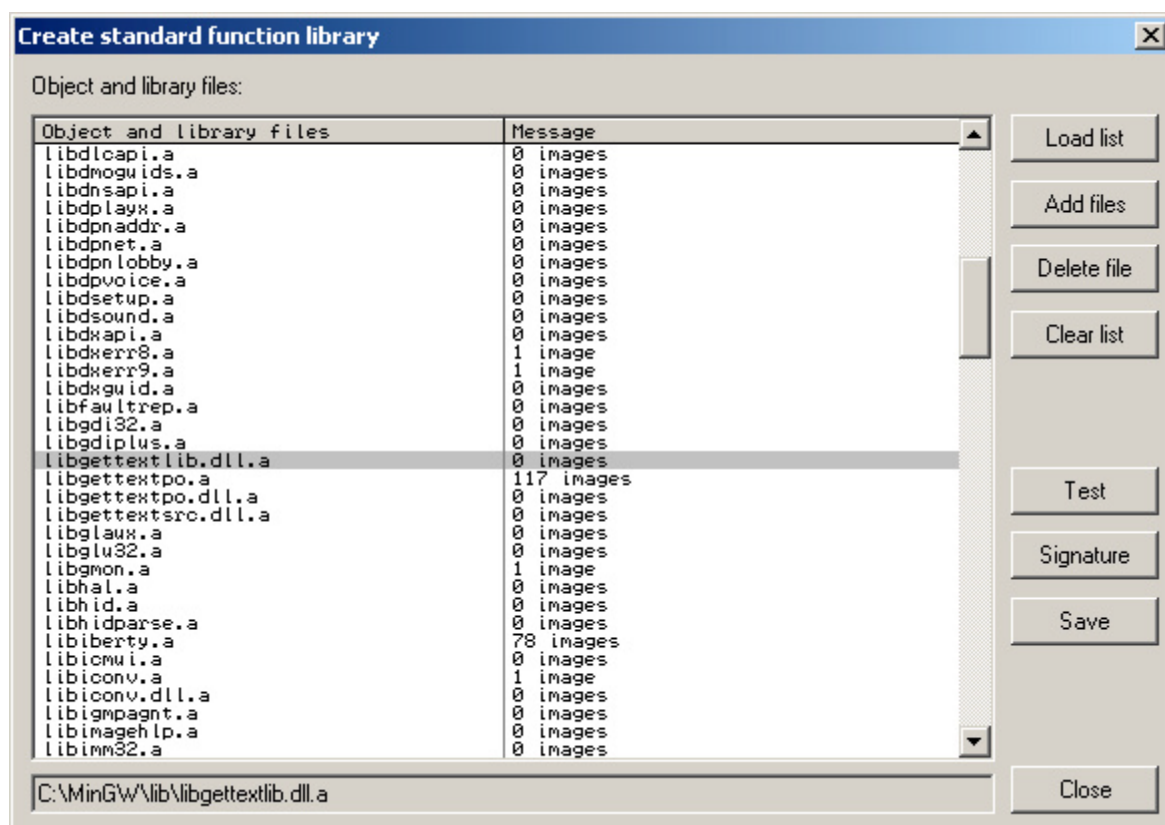 Create standard function library
Object and library files:
Object and library files Message
libdlcapi.a 0 images
libdmoguids.a 0 images
libdnsapi.a 0 images
libdplayx.a 0 images
libdpnaddr.a 0 images
libdpnet.a 0 images
libdpnlobby.a 0 images
libdpvoice.a 0 images
libdsetup.a 0 images
libdsound.a 0 images
libdxapi.a 0 images
libdxerr8.a 1 image
libdxerr9.a 1 image
libdxguid.a 0 images
libfaultrep.a 0 images
libgdi32.a 0 images
libgdiplus.a 0 images
libgettextlib.dll.a 0 images
libgettextpo.a 117 images
libgettextpo.dll.a 0 images
libgettextsrc.dll.a 0 images
libglaux.a 0 images
libglu32.a 0 images
libgmon.a 1 image
libhal.a 0 images
libhid.a 0 images
libhidparse.a 0 images
libiberty.a 78 images
libicmui.a 0 images
libiconv.a 1 image
libiconv.dll.a 0 images
libigmpagnt.a 0 images
libimagehlp.a 0 images
libimm32.a 0 images
C:\MinGW\lib\libgettextlib.dll.a
Load list
Add files
Delete file
Clear list
Test
Signature
Save
Close